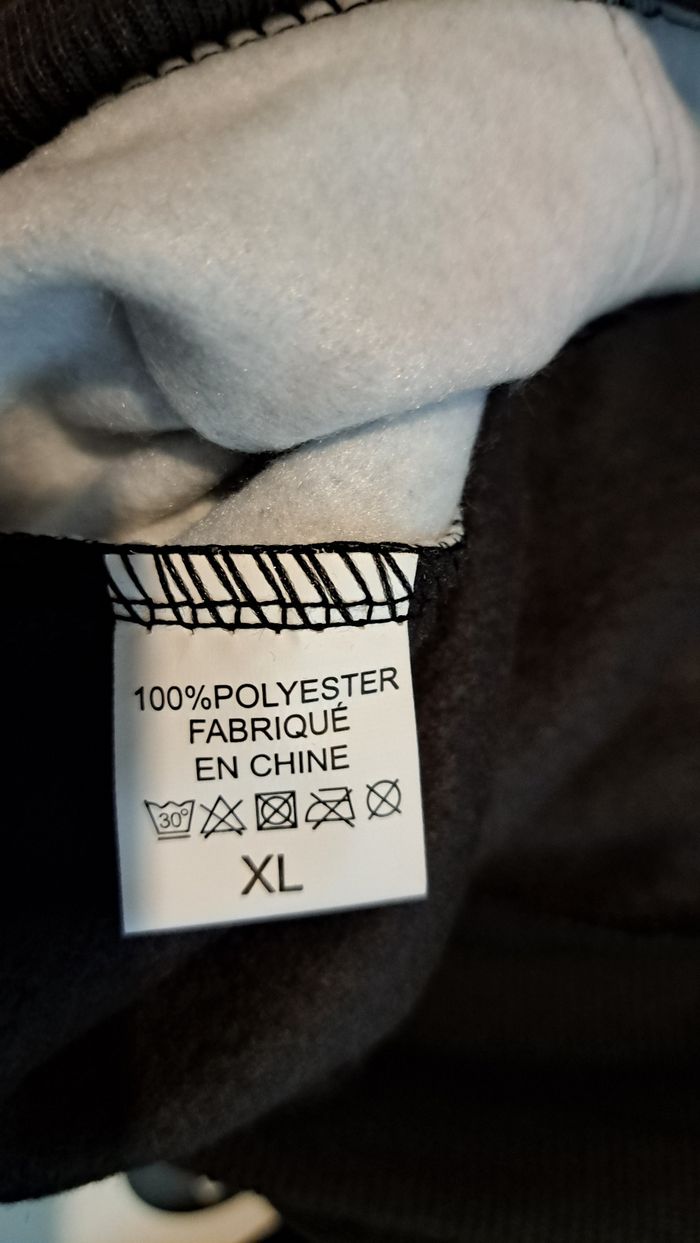 100%POLYESTER
FABRIQUÉ
EN CHINE
30°
XL